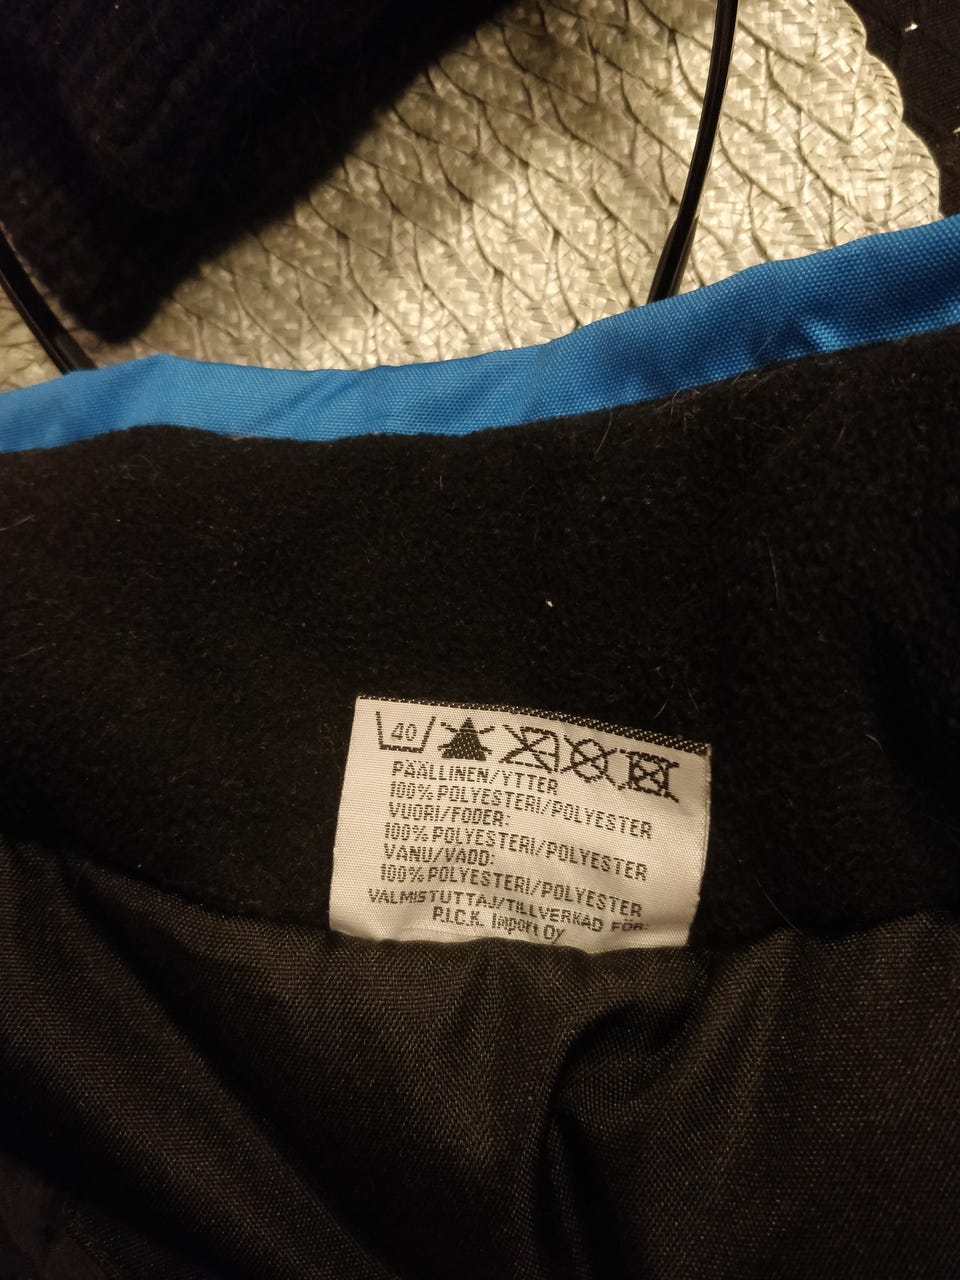 40
PÄÄLLINEN/YTTER
100% POLYESTERI/POLYESTER
VUORI/FODER:
100% POLYESTERI/POLYESTER
VANU/VADD:
100% POLYESTERI/POLYESTER
VALMISTUTTAJ/TILLVERKAD FÖR:
P.I.C.K. Import Oy